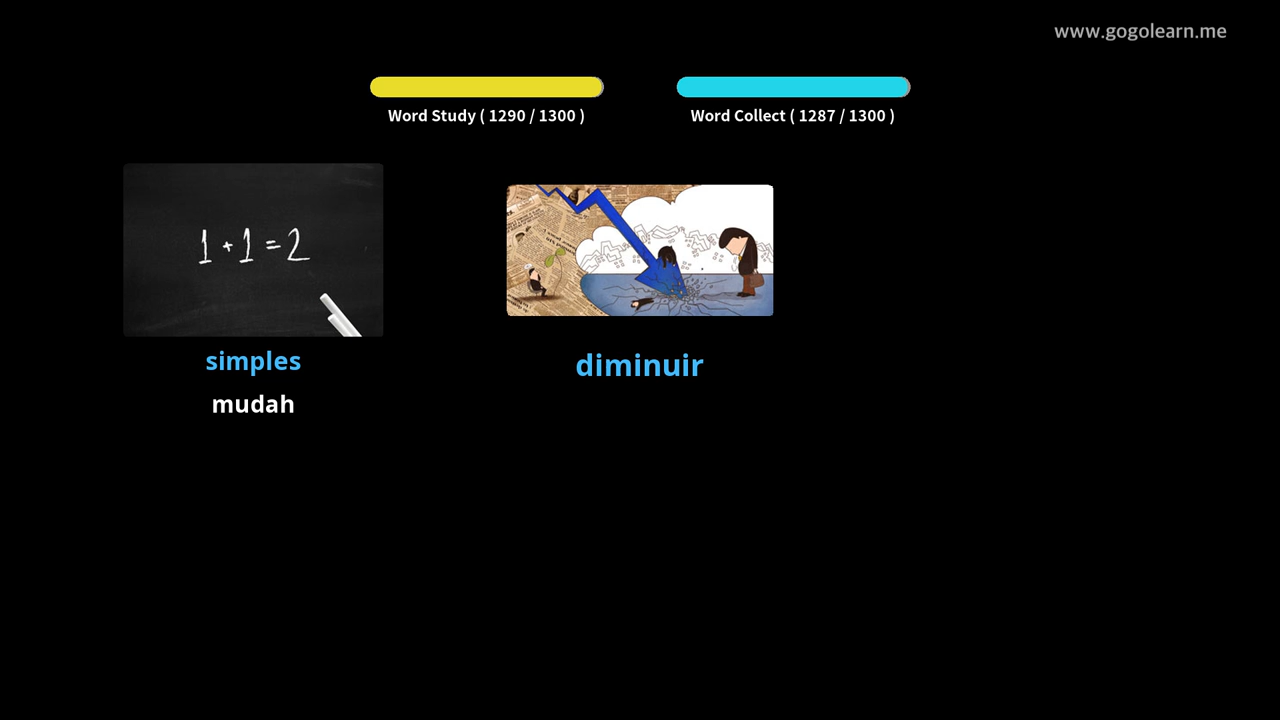 www.gogolearn.me
Word Study ( 1290 / 1300 )
Word Collect ( 1287 / 1300 )
1 + 1 = 2
simples
mudah
diminuir